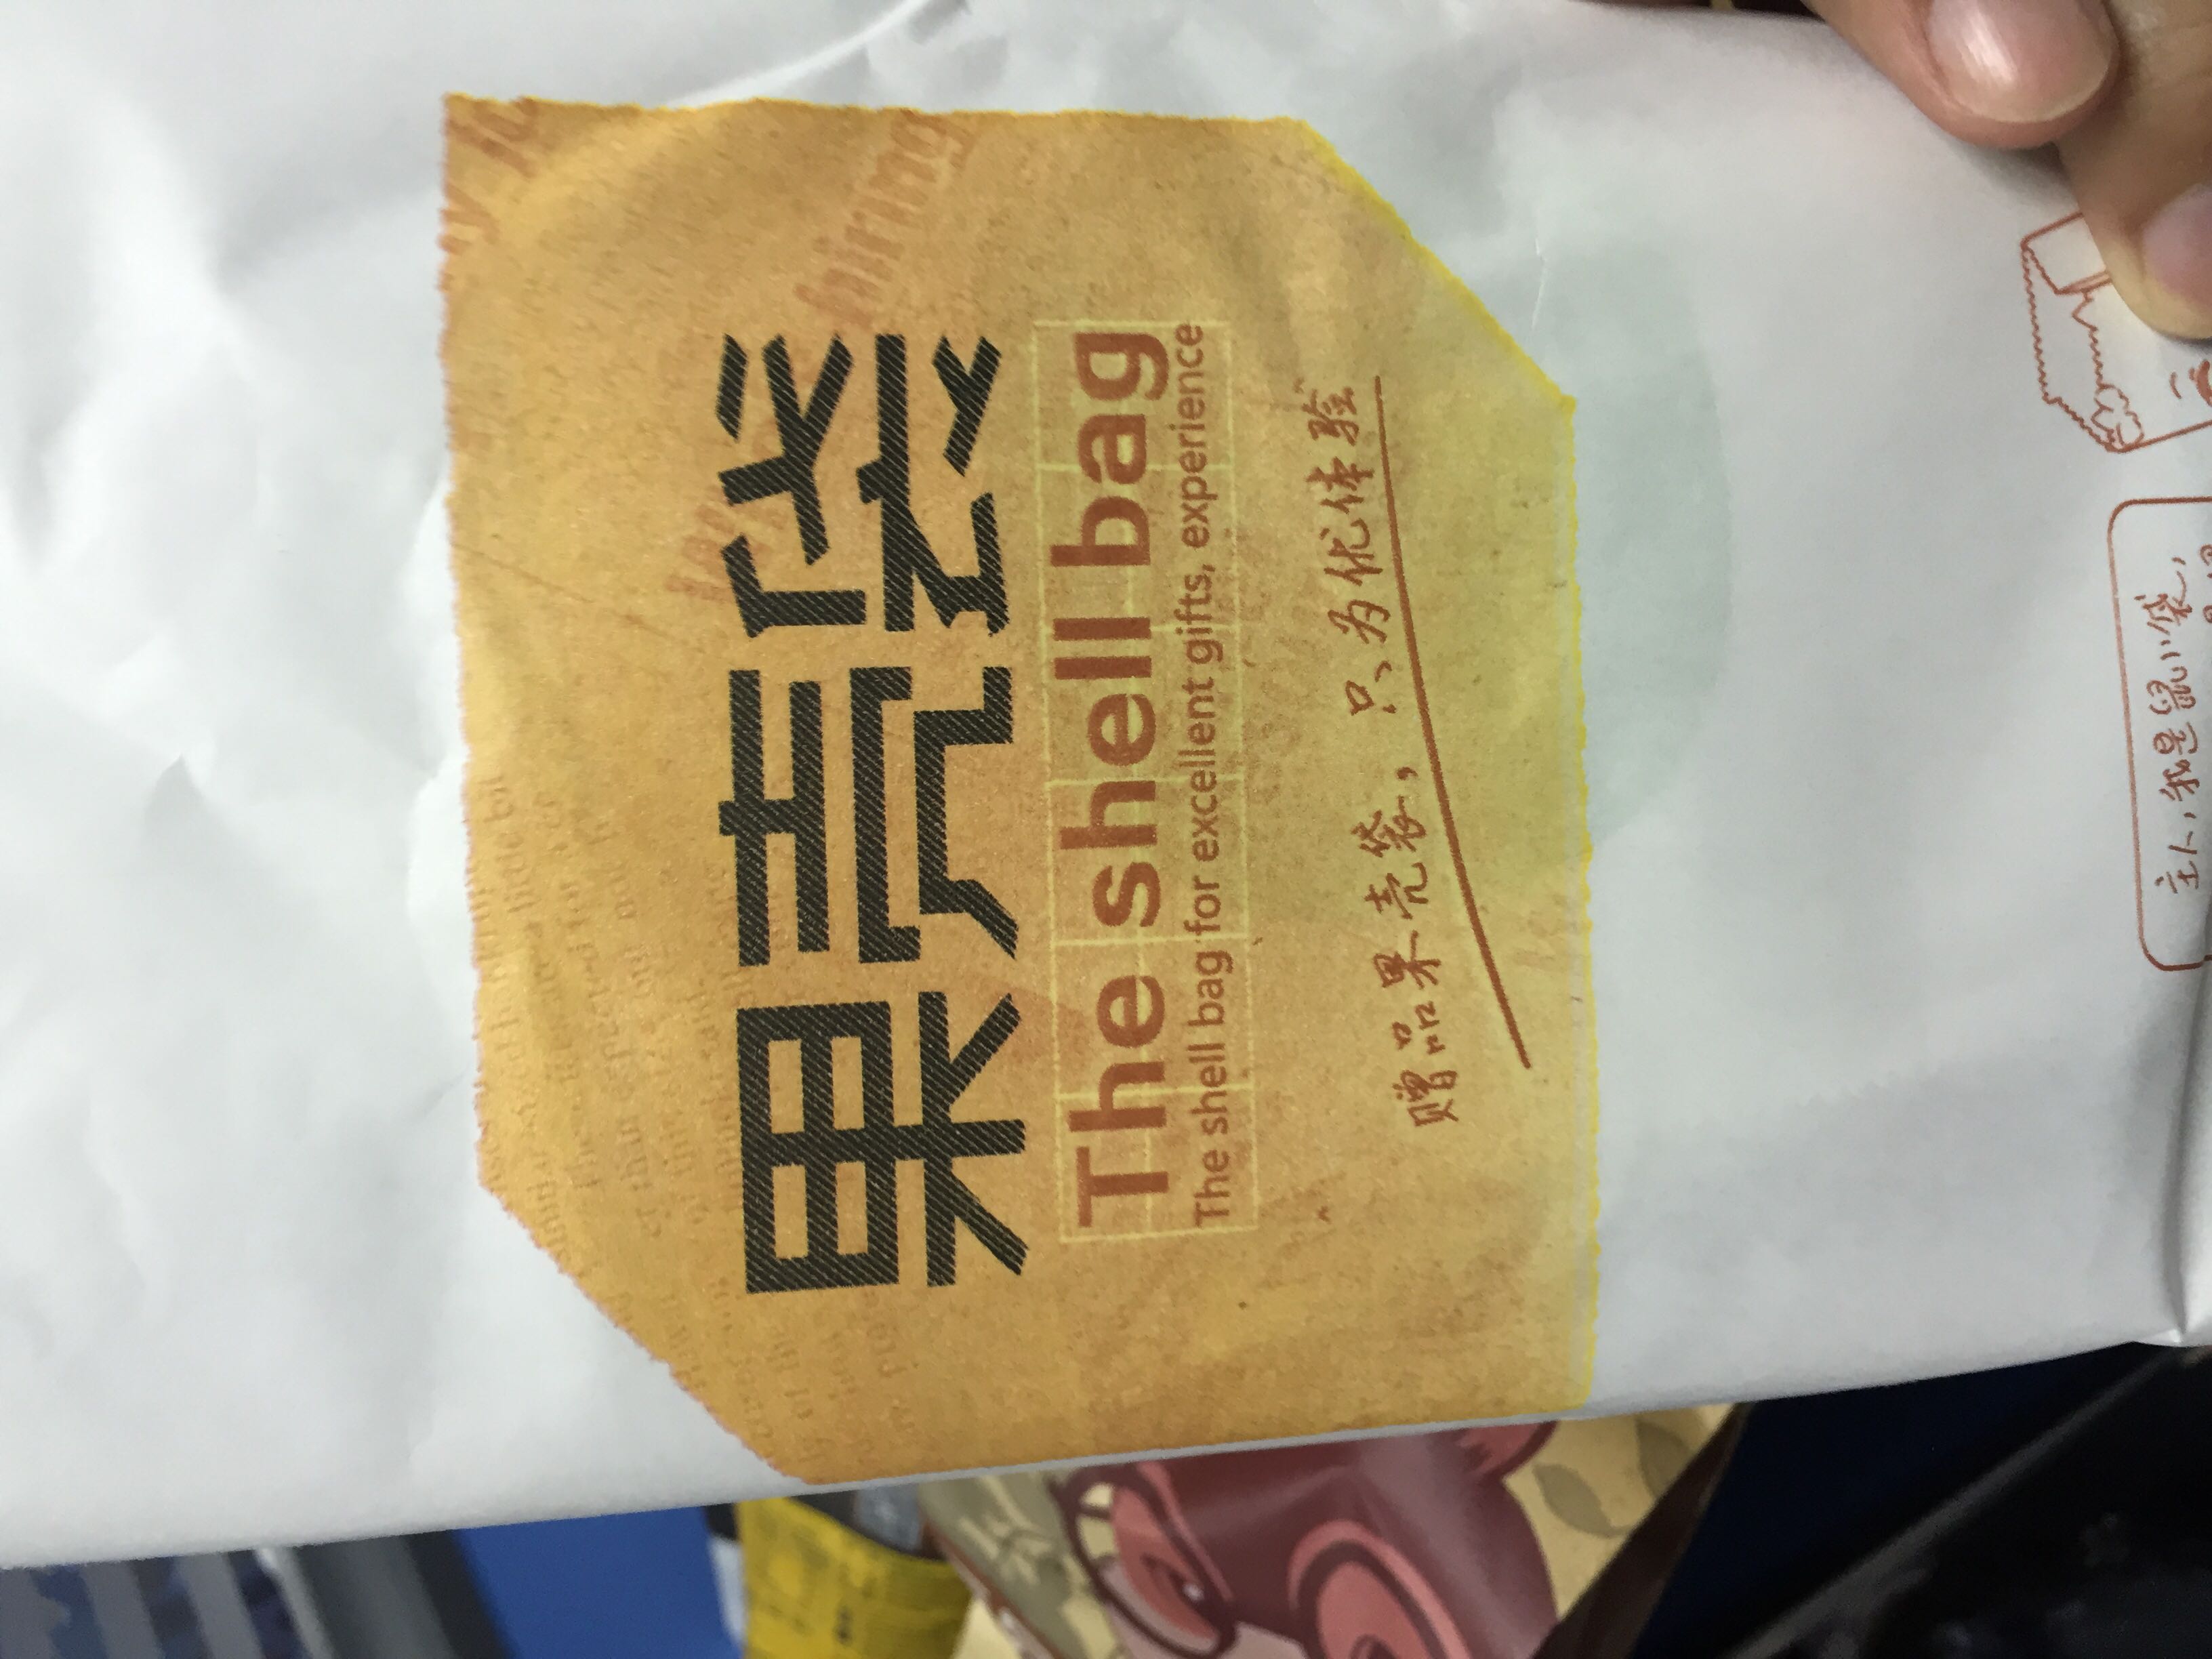 果壳袋
The shell bag
The shell bag for excellent gifts, experience
赠品果壳袋，只为优体验
主人，我是鼠小袋，
hiring